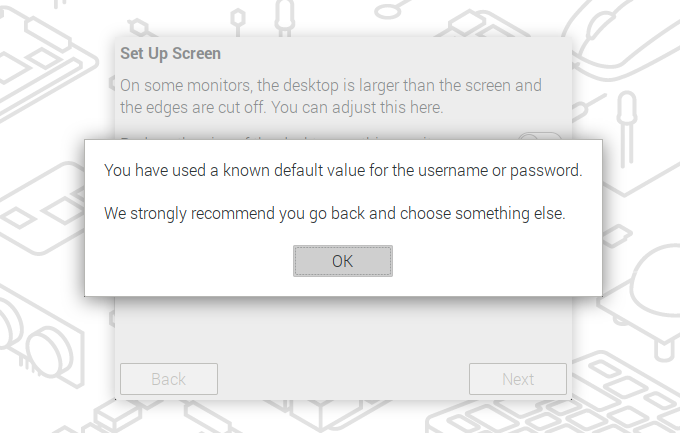 Set Up Screen
On some monitors, the desktop is larger than the screen and
the edges are cut off. You can adjust this here.
You have used a known default value for the username or password.
We strongly recommend you go back and choose something else.
OK
Back
Next